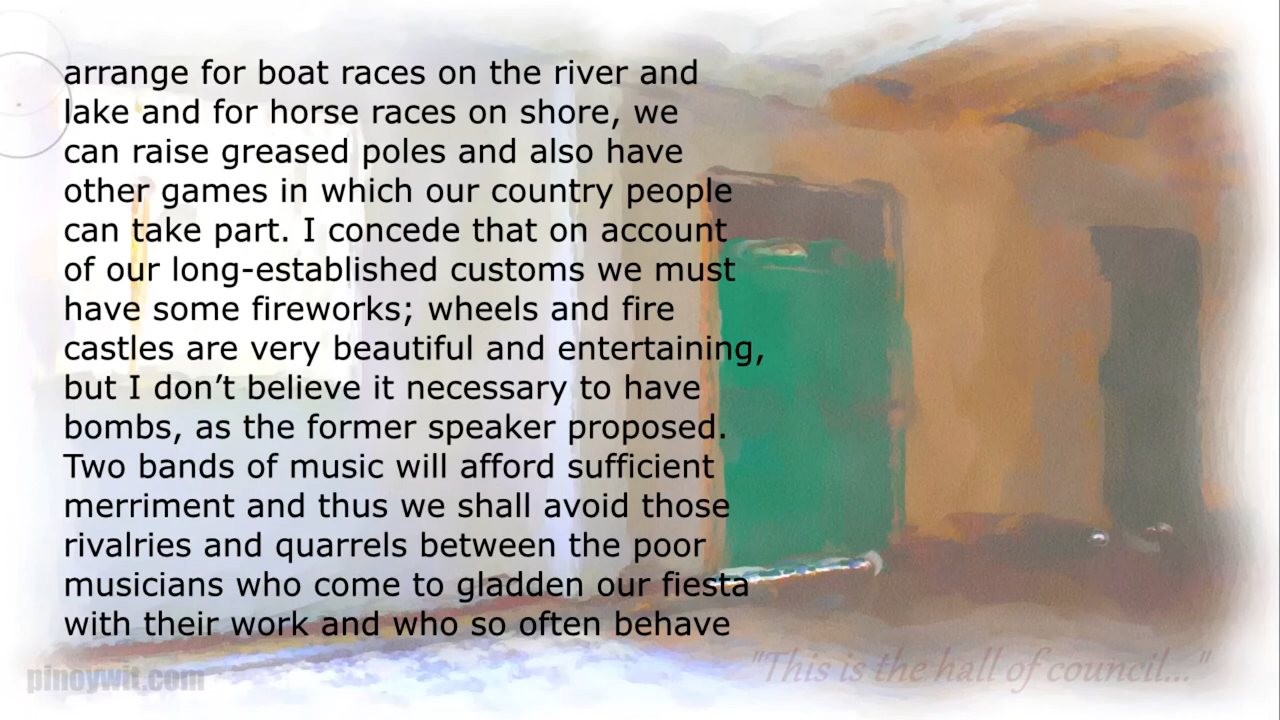 arrange for boat races on the river and
lake and for horse races on shore, we
can raise greased poles and also have
other games in which our country people
can take part. I concede that on account
of our long-established customs we must
have some fireworks; wheels and fire
castles are very beautiful and entertaining,
but I don’t believe it necessary to have
bombs, as the former speaker proposed.
Two bands of music will afford sufficient
merriment and thus we shall avoid those
rivalries and quarrels between the poor
musicians who come to gladden our fiesta
with their work and who so often behave
"This is the hall of council..."
pinoywit.com